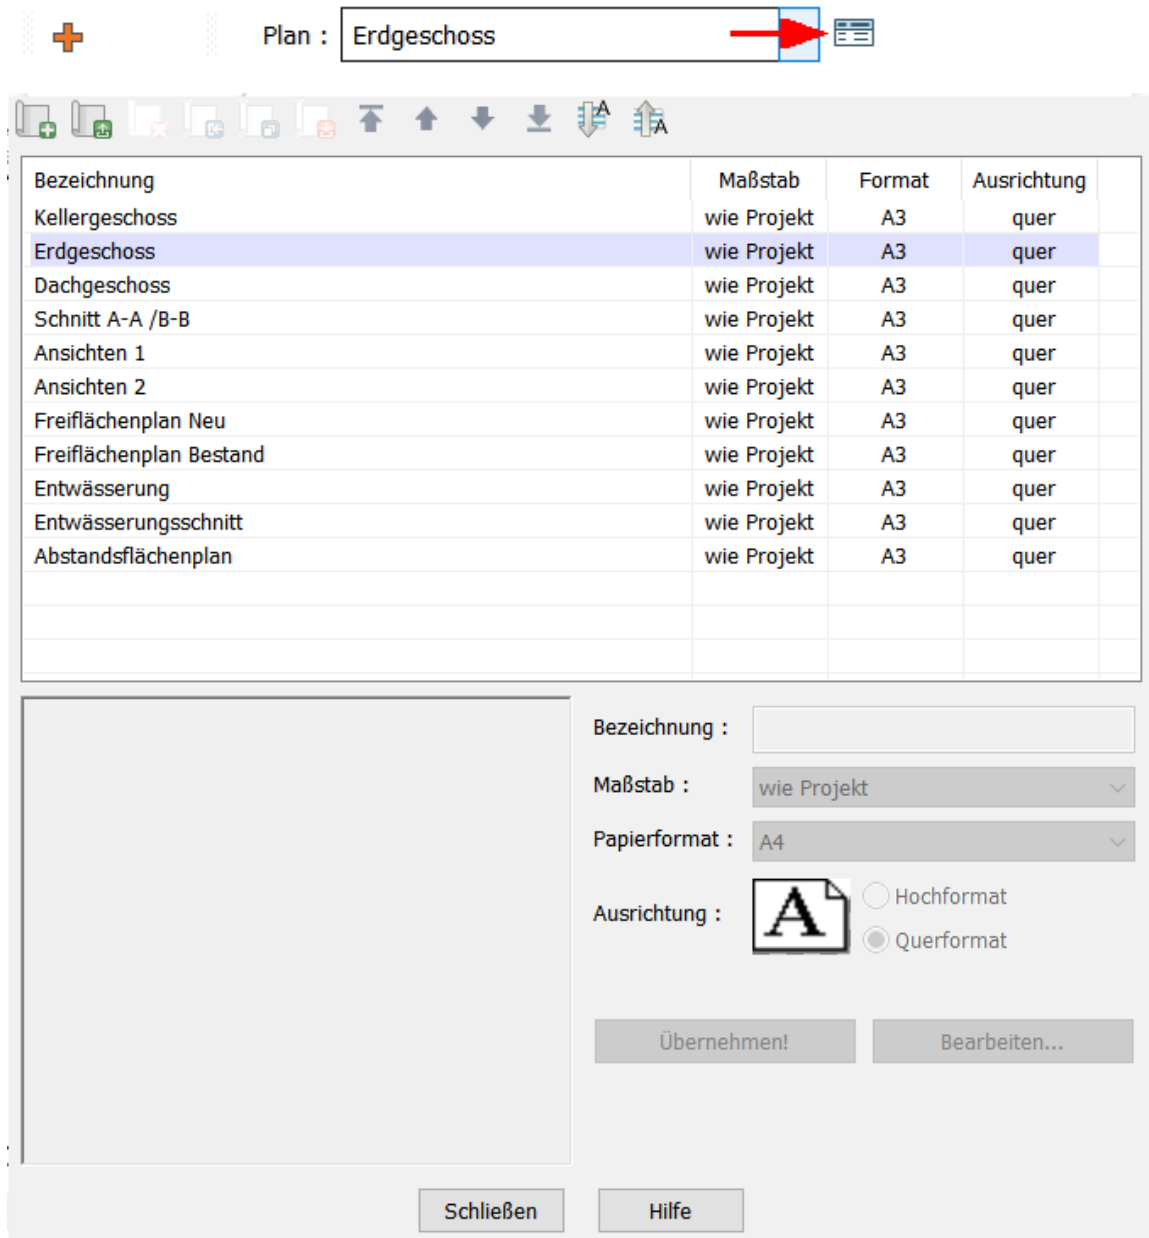 Plan : Erdgeschoss
Bezeichnung Maßstab Format Ausrichtung
Kellergeschoss wie Projekt A3 quer
Erdgeschoss wie Projekt A3 quer
Dachgeschoss wie Projekt A3 quer
Schnitt A-A /B-B wie Projekt A3 quer
Ansichten 1 wie Projekt A3 quer
Ansichten 2 wie Projekt A3 quer
Freiflächenplan Neu wie Projekt A3 quer
Freiflächenplan Bestand wie Projekt A3 quer
Entwässerung wie Projekt A3 quer
Entwässerungsschnitt wie Projekt A3 quer
Abstandsflächenplan wie Projekt A3 quer
Bezeichnung :
Maßstab : wie Projekt
Papierformat : A4
Ausrichtung : A Hochformat
Querformat
Übernehmen! Bearbeiten...
Schließen Hilfe